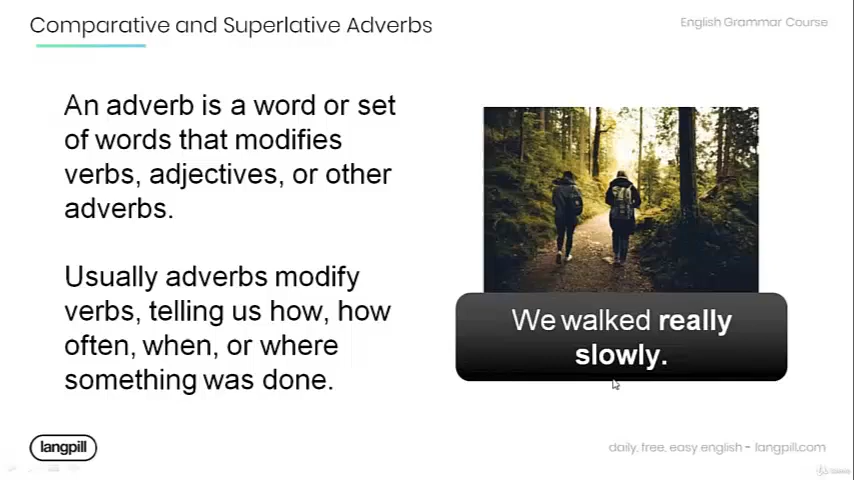 Comparative and Superlative Adverbs
English Grammar Course
An adverb is a word or set
of words that modifies
verbs, adjectives, or other
adverbs.
Usually adverbs modify
verbs, telling us how, how
often, when, or where
something was done.
We walked really
slowly.
langpill
daily, free, easy english - langpill.com